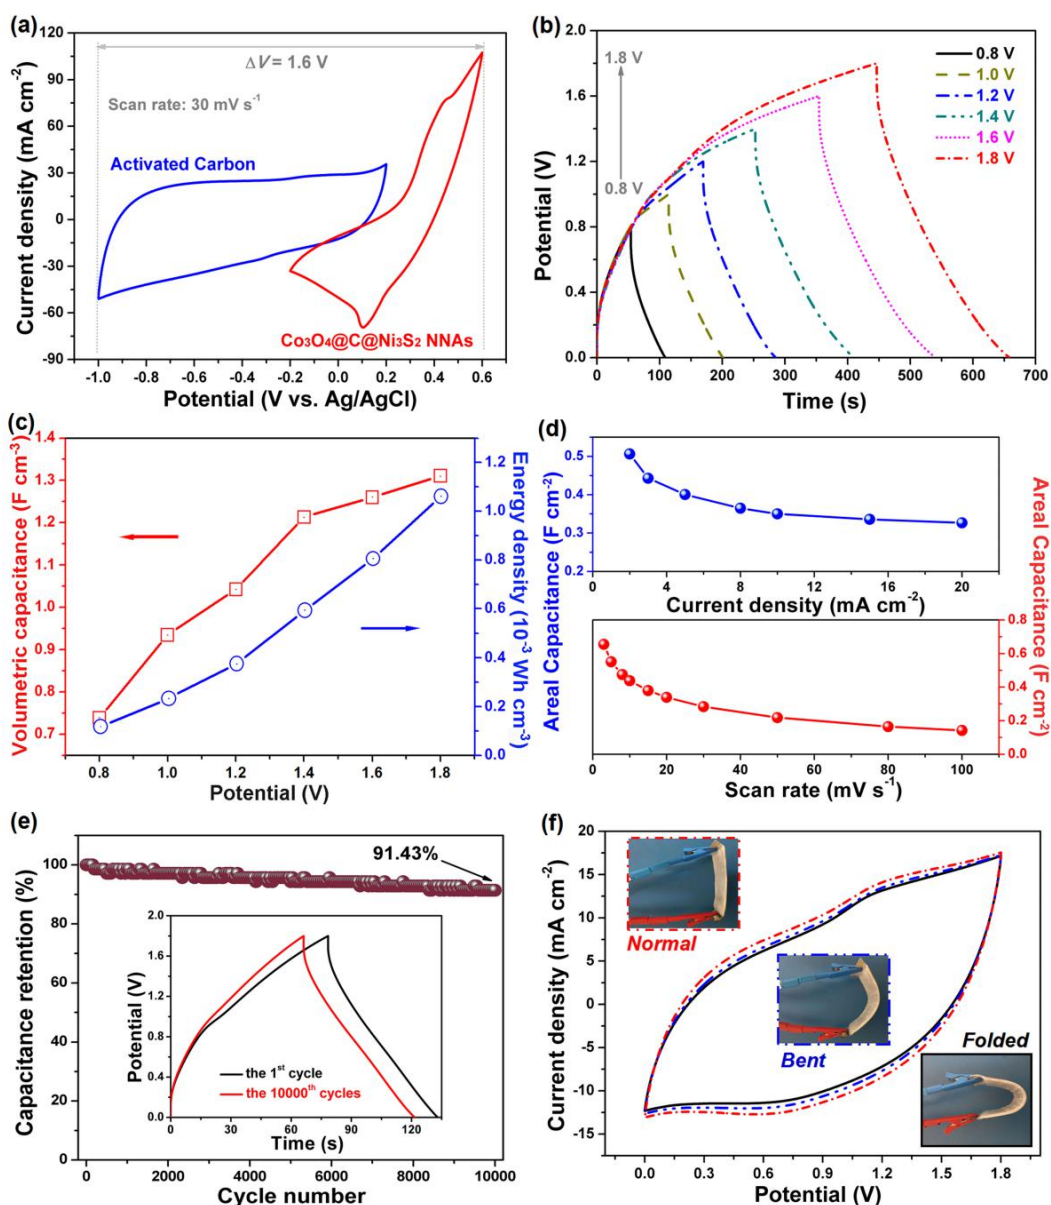 (a)
ΔV = 1.6 V
Scan rate: 30 mV s⁻¹
Activated Carbon
Co₃O₄@C@Ni₃S₂ NNAs
Current density (mA cm⁻²)
120
90
60
30
0
-30
-60
-90
-1.0 -0.8 -0.6 -0.4 -0.2 0.0 0.2 0.4 0.6
Potential (V vs. Ag/AgCl)
(b)
1.8 V
0.8 V
0.8 V
1.0 V
1.2 V
1.4 V
1.6 V
1.8 V
Potential (V)
2.0
1.6
1.2
0.8
0.4
0.0
0 100 200 300 400 500 600 700
Time (s)
(c)
Volumetric capacitance (F cm⁻³)
1.4
1.3
1.2
1.1
1.0
0.9
0.8
0.7
Energy density (10⁻³ Wh cm⁻³)
1.2
1.0
0.8
0.6
0.4
0.2
0.0
0.8 1.0 1.2 1.4 1.6 1.8
Potential (V)
(d)
Areal Capacitance (F cm⁻²)
0.5
0.4
0.3
0.2
0 4 8 12 16 20
Current density (mA cm⁻²)
Areal Capacitance (F cm⁻²)
0.8
0.6
0.4
0.2
0.0
0 20 40 60 80 100
Scan rate (mV s⁻¹)
(e)
91.43%
Capacitance retention (%)
120
100
80
60
40
20
0
0 2000 4000 6000 8000 10000
Cycle number
Potential (V)
2.0
1.6
1.2
0.8
0.4
0.0
0 30 60 90 120
Time (s)
the 1ˢᵗ cycle
the 10000ᵗʰ cycles
(f)
Normal
Bent
Folded
Current density (mA cm⁻²)
20
15
10
5
0
-5
-10
-15
0.0 0.3 0.6 0.9 1.2 1.5 1.8
Potential (V)